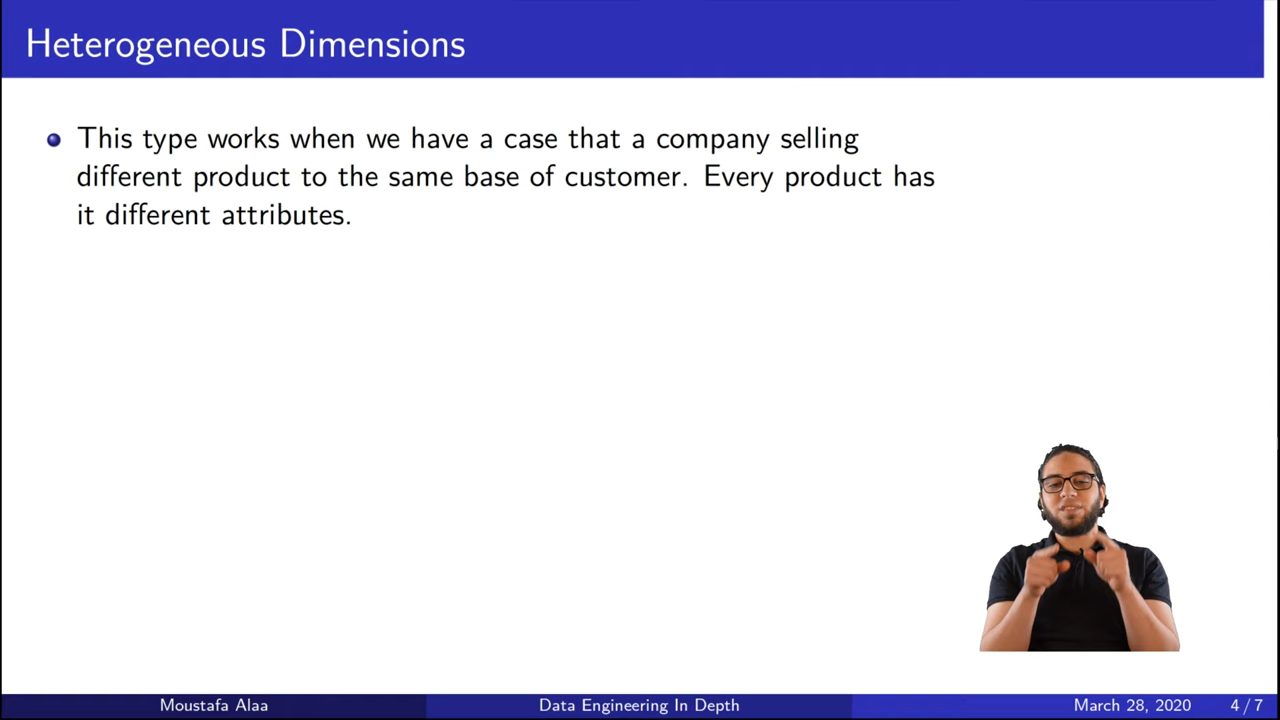 Heterogeneous Dimensions
This type works when we have a case that a company selling
different product to the same base of customer. Every product has
it different attributes.
Moustafa Alaa
Data Engineering In Depth
March 28, 2020
4 / 7